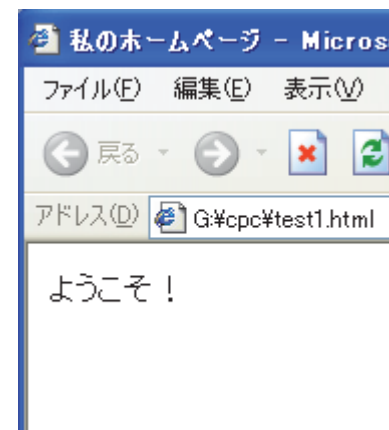 私のホームページ - Micros
ファイル(F) 編集(E) 表示(V)
戻る
アドレス(D) G:¥cpc¥test1.html
ようこそ！